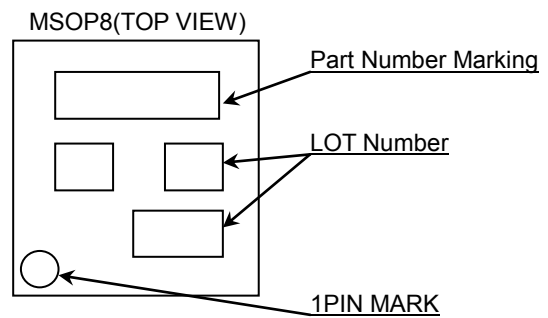 MSOP8(TOP VIEW)
Part Number Marking
LOT Number
1PIN MARK